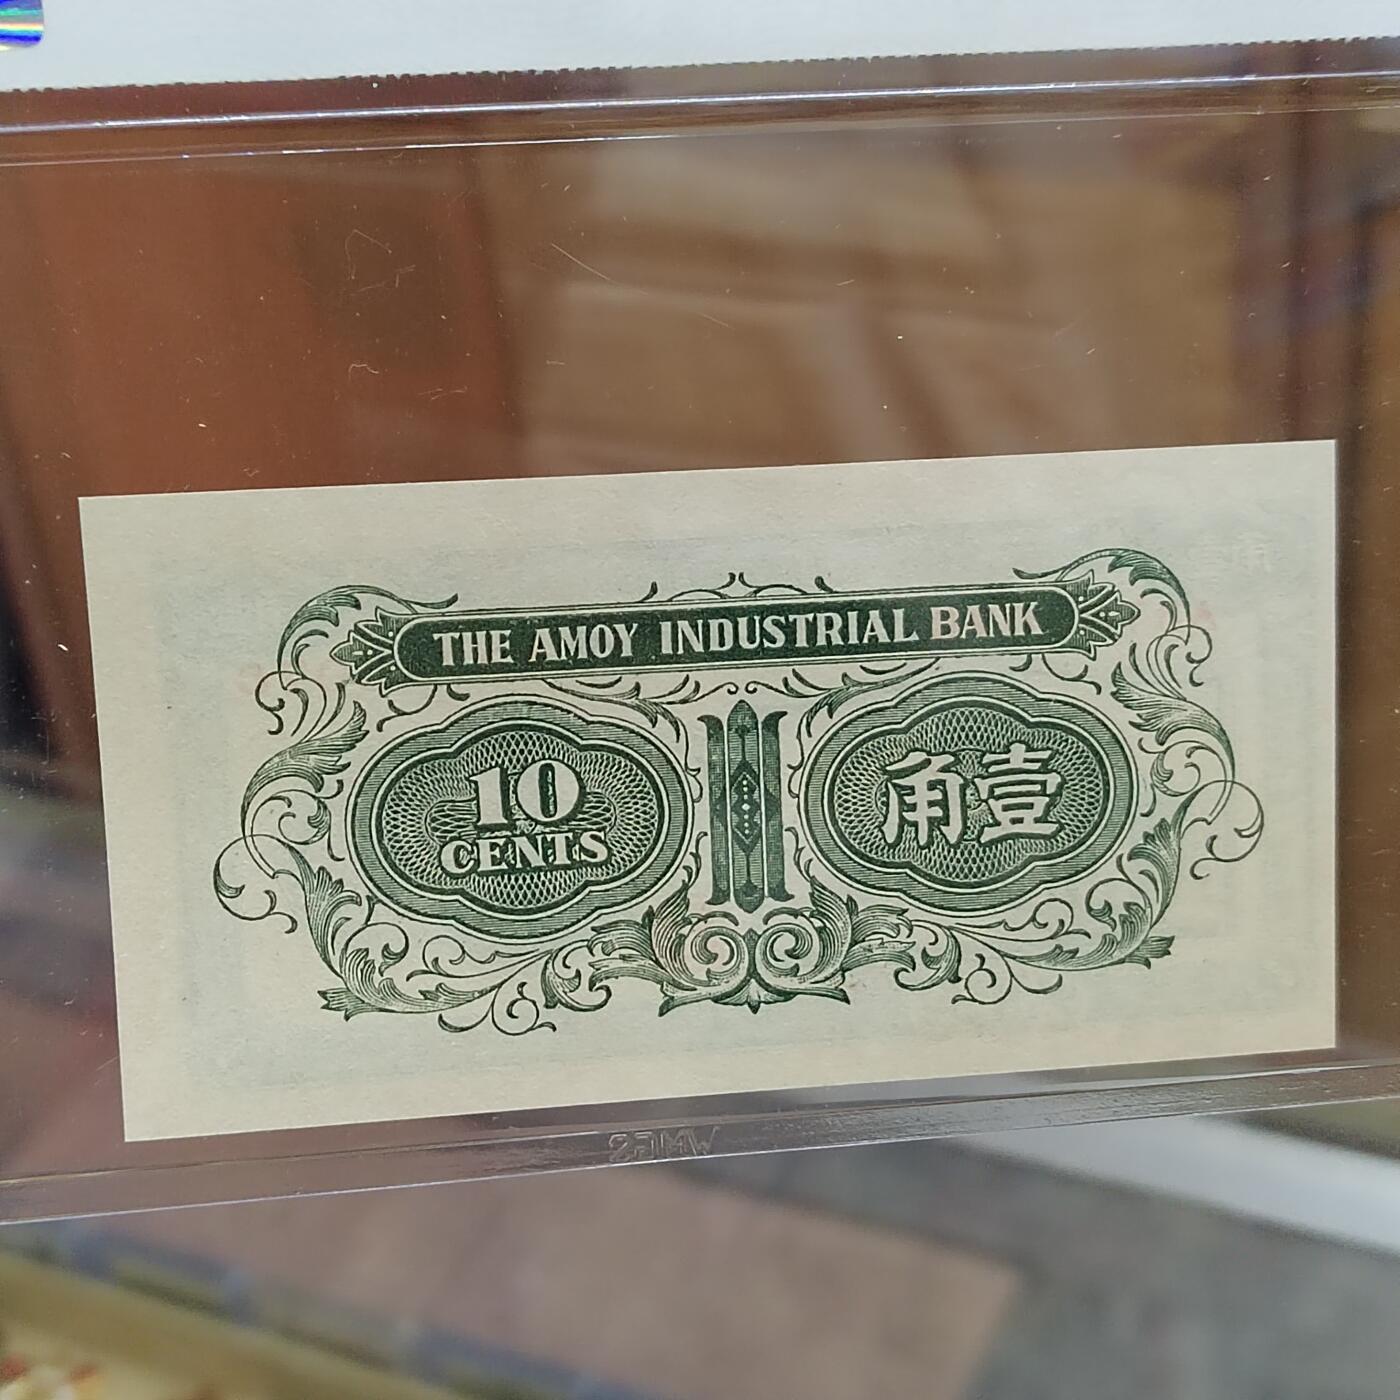 THE AMOY INDUSTRIAL BANK
10
CENTS
角壹